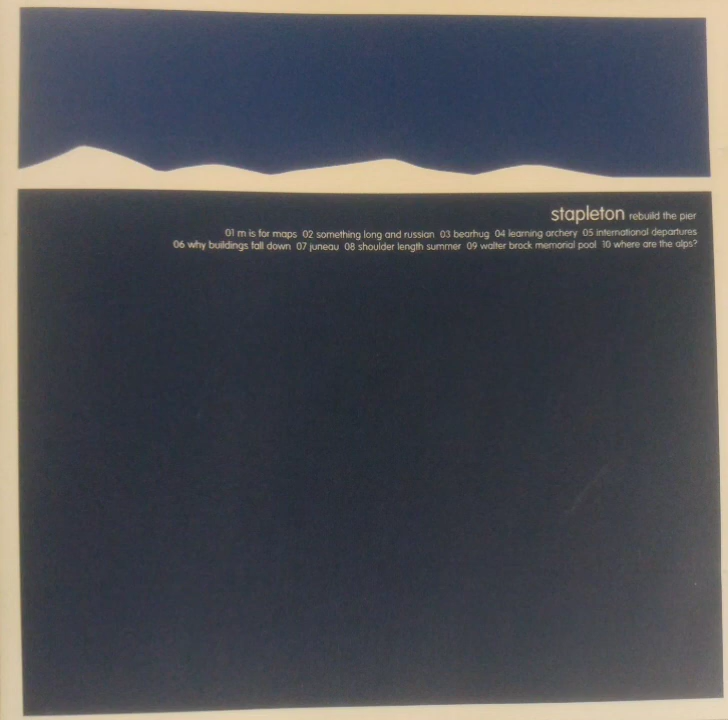 stapleton rebuild the pier
01 m is for maps 02 something long and russian 03 bearhug 04 learning archery 05 international departures
06 why buildings fall down 07 juneau 08 shoulder length summer 09 walter brock memorial pool 10 where are the alps?